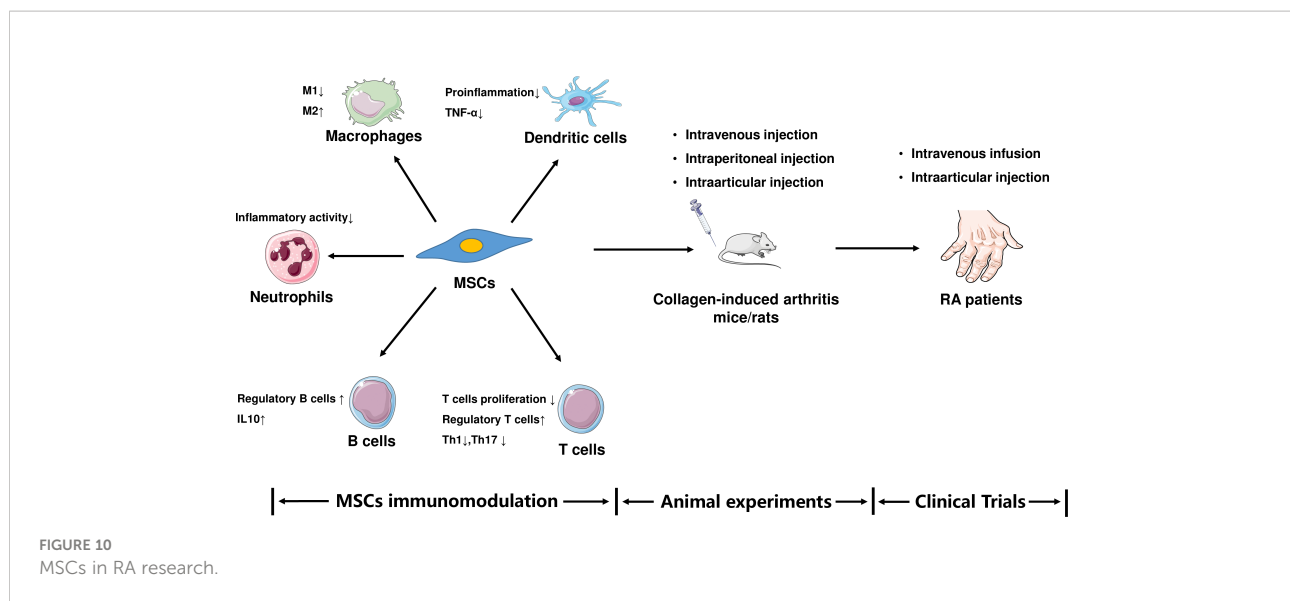 M1↓
M2↑
Macrophages
Proinflammation↓
TNF-α↓
Dendritic cells
Inflammatory activity↓
Neutrophils
MSCs
Regulatory B cells ↑
IL10↑
B cells
T cells proliferation ↓
Regulatory T cells↑
Th1↓,Th17 ↓
T cells
• Intravenous injection
• Intraperitoneal injection
• Intraarticular injection
Collagen-induced arthritis
mice/rats
• Intravenous infusion
• Intraarticular injection
RA patients
MSCs immunomodulation
Animal experiments
Clinical Trials
FIGURE 10
MSCs in RA research.